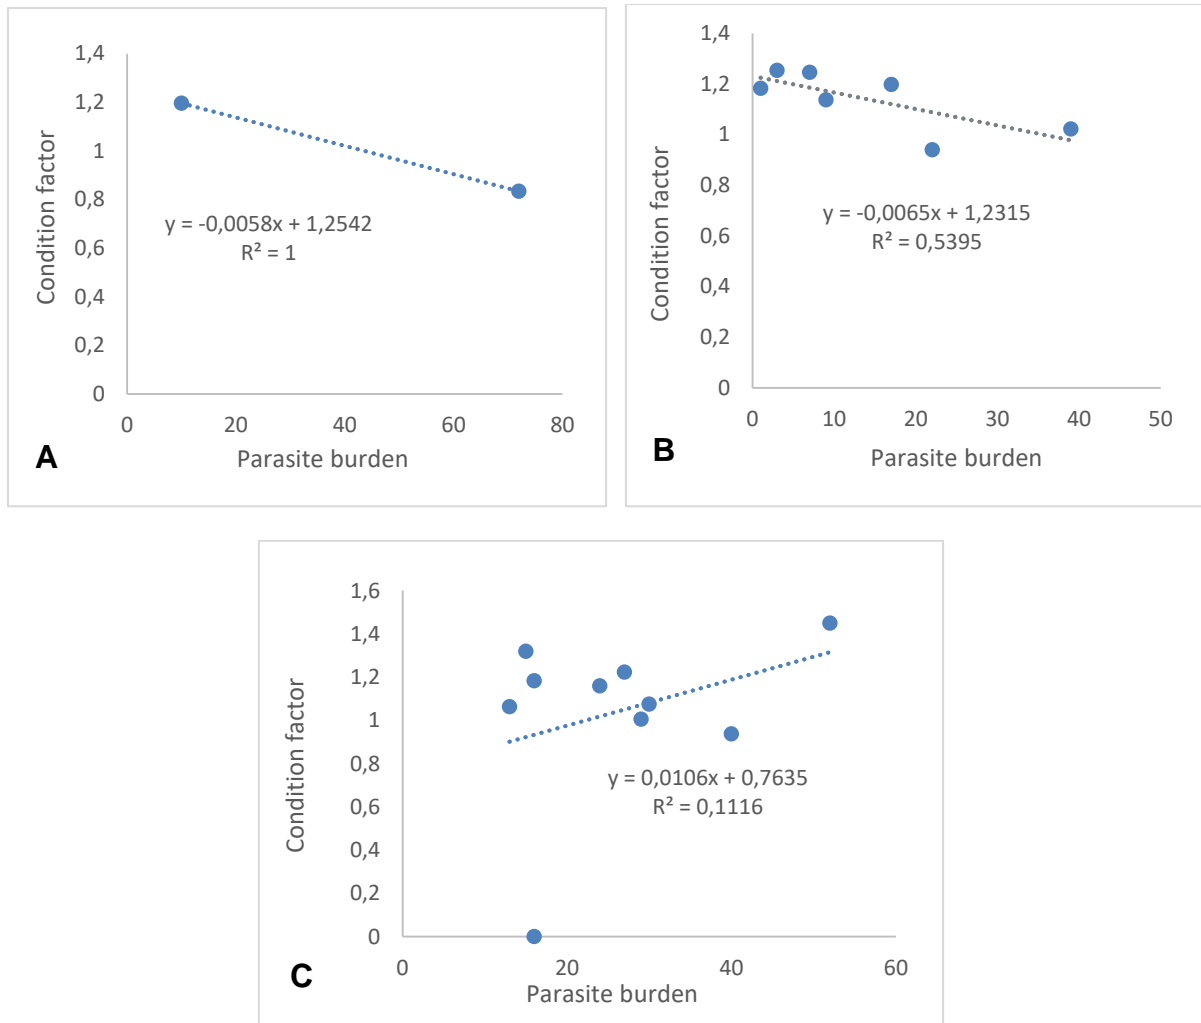 1,4
1,2
1
0,8
0,6
0,4
0,2
0
Condition factor
y = -0,0058x + 1,2542
R² = 1
0 20 40 60 80
Parasite burden
A
1,4
1,2
1
0,8
0,6
0,4
0,2
0
Condition factor
y = -0,0065x + 1,2315
R² = 0,5395
0 10 20 30 40 50
Parasite burden
B
1,6
1,4
1,2
1
0,8
0,6
0,4
0,2
0
Condition factor
y = 0,0106x + 0,7635
R² = 0,1116
0 20 40 60
Parasite burden
C